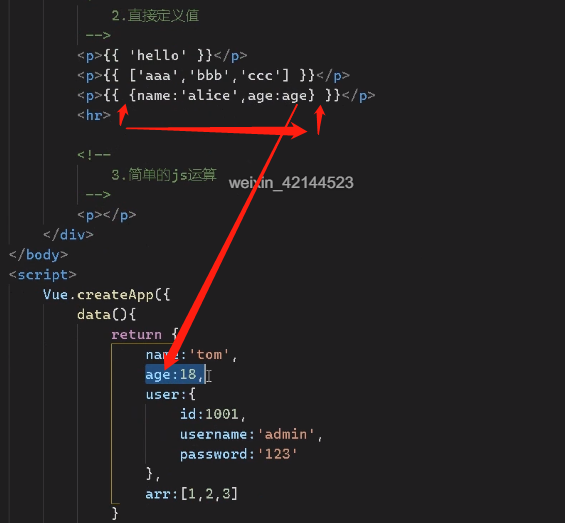 2.直接定义值
-->
<p>{{ 'hello' }}</p>
<p>{{ ['aaa','bbb','ccc'] }}</p>
<p>{{ {name:'alice',age:age} }}</p>
<hr>
<!--
3.简单的js运算
weixin_42144523
-->
<p></p>
</div>
</body>
<script>
Vue.createApp({
data(){
return {
name:'tom',
age:18,
user:{
id:1001,
username:'admin',
password:'123'
},
arr:[1,2,3]
}